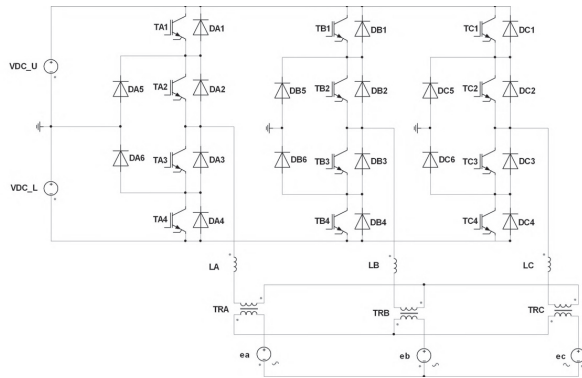 TA1 DA1 TB1 DB1 TC1 DC1
VDC_U
DA5 TA2 DA2 DB5 TB2 DB2 DC5 TC2 DC2
DA6 TA3 DA3 DB6 TB3 DB3 DC6 TC3 DC3
VDC_L
TA4 DA4 TB4 DB4 TC4 DC4
LA LB LC
TRA TRB TRC
ea eb ec